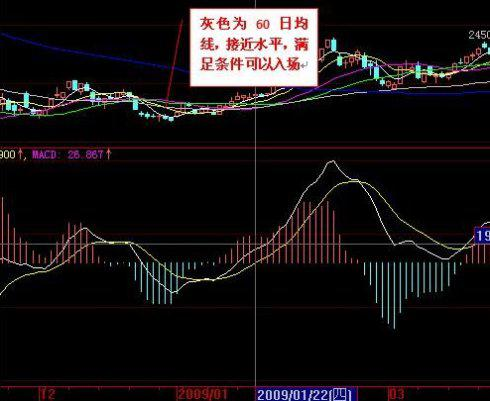 灰色为 60 日均
线，接近水平，满
足条件可以入场
2450
900↑, MACD: 26.867↑
19
12
2009/01
2009/01/22(四)
03